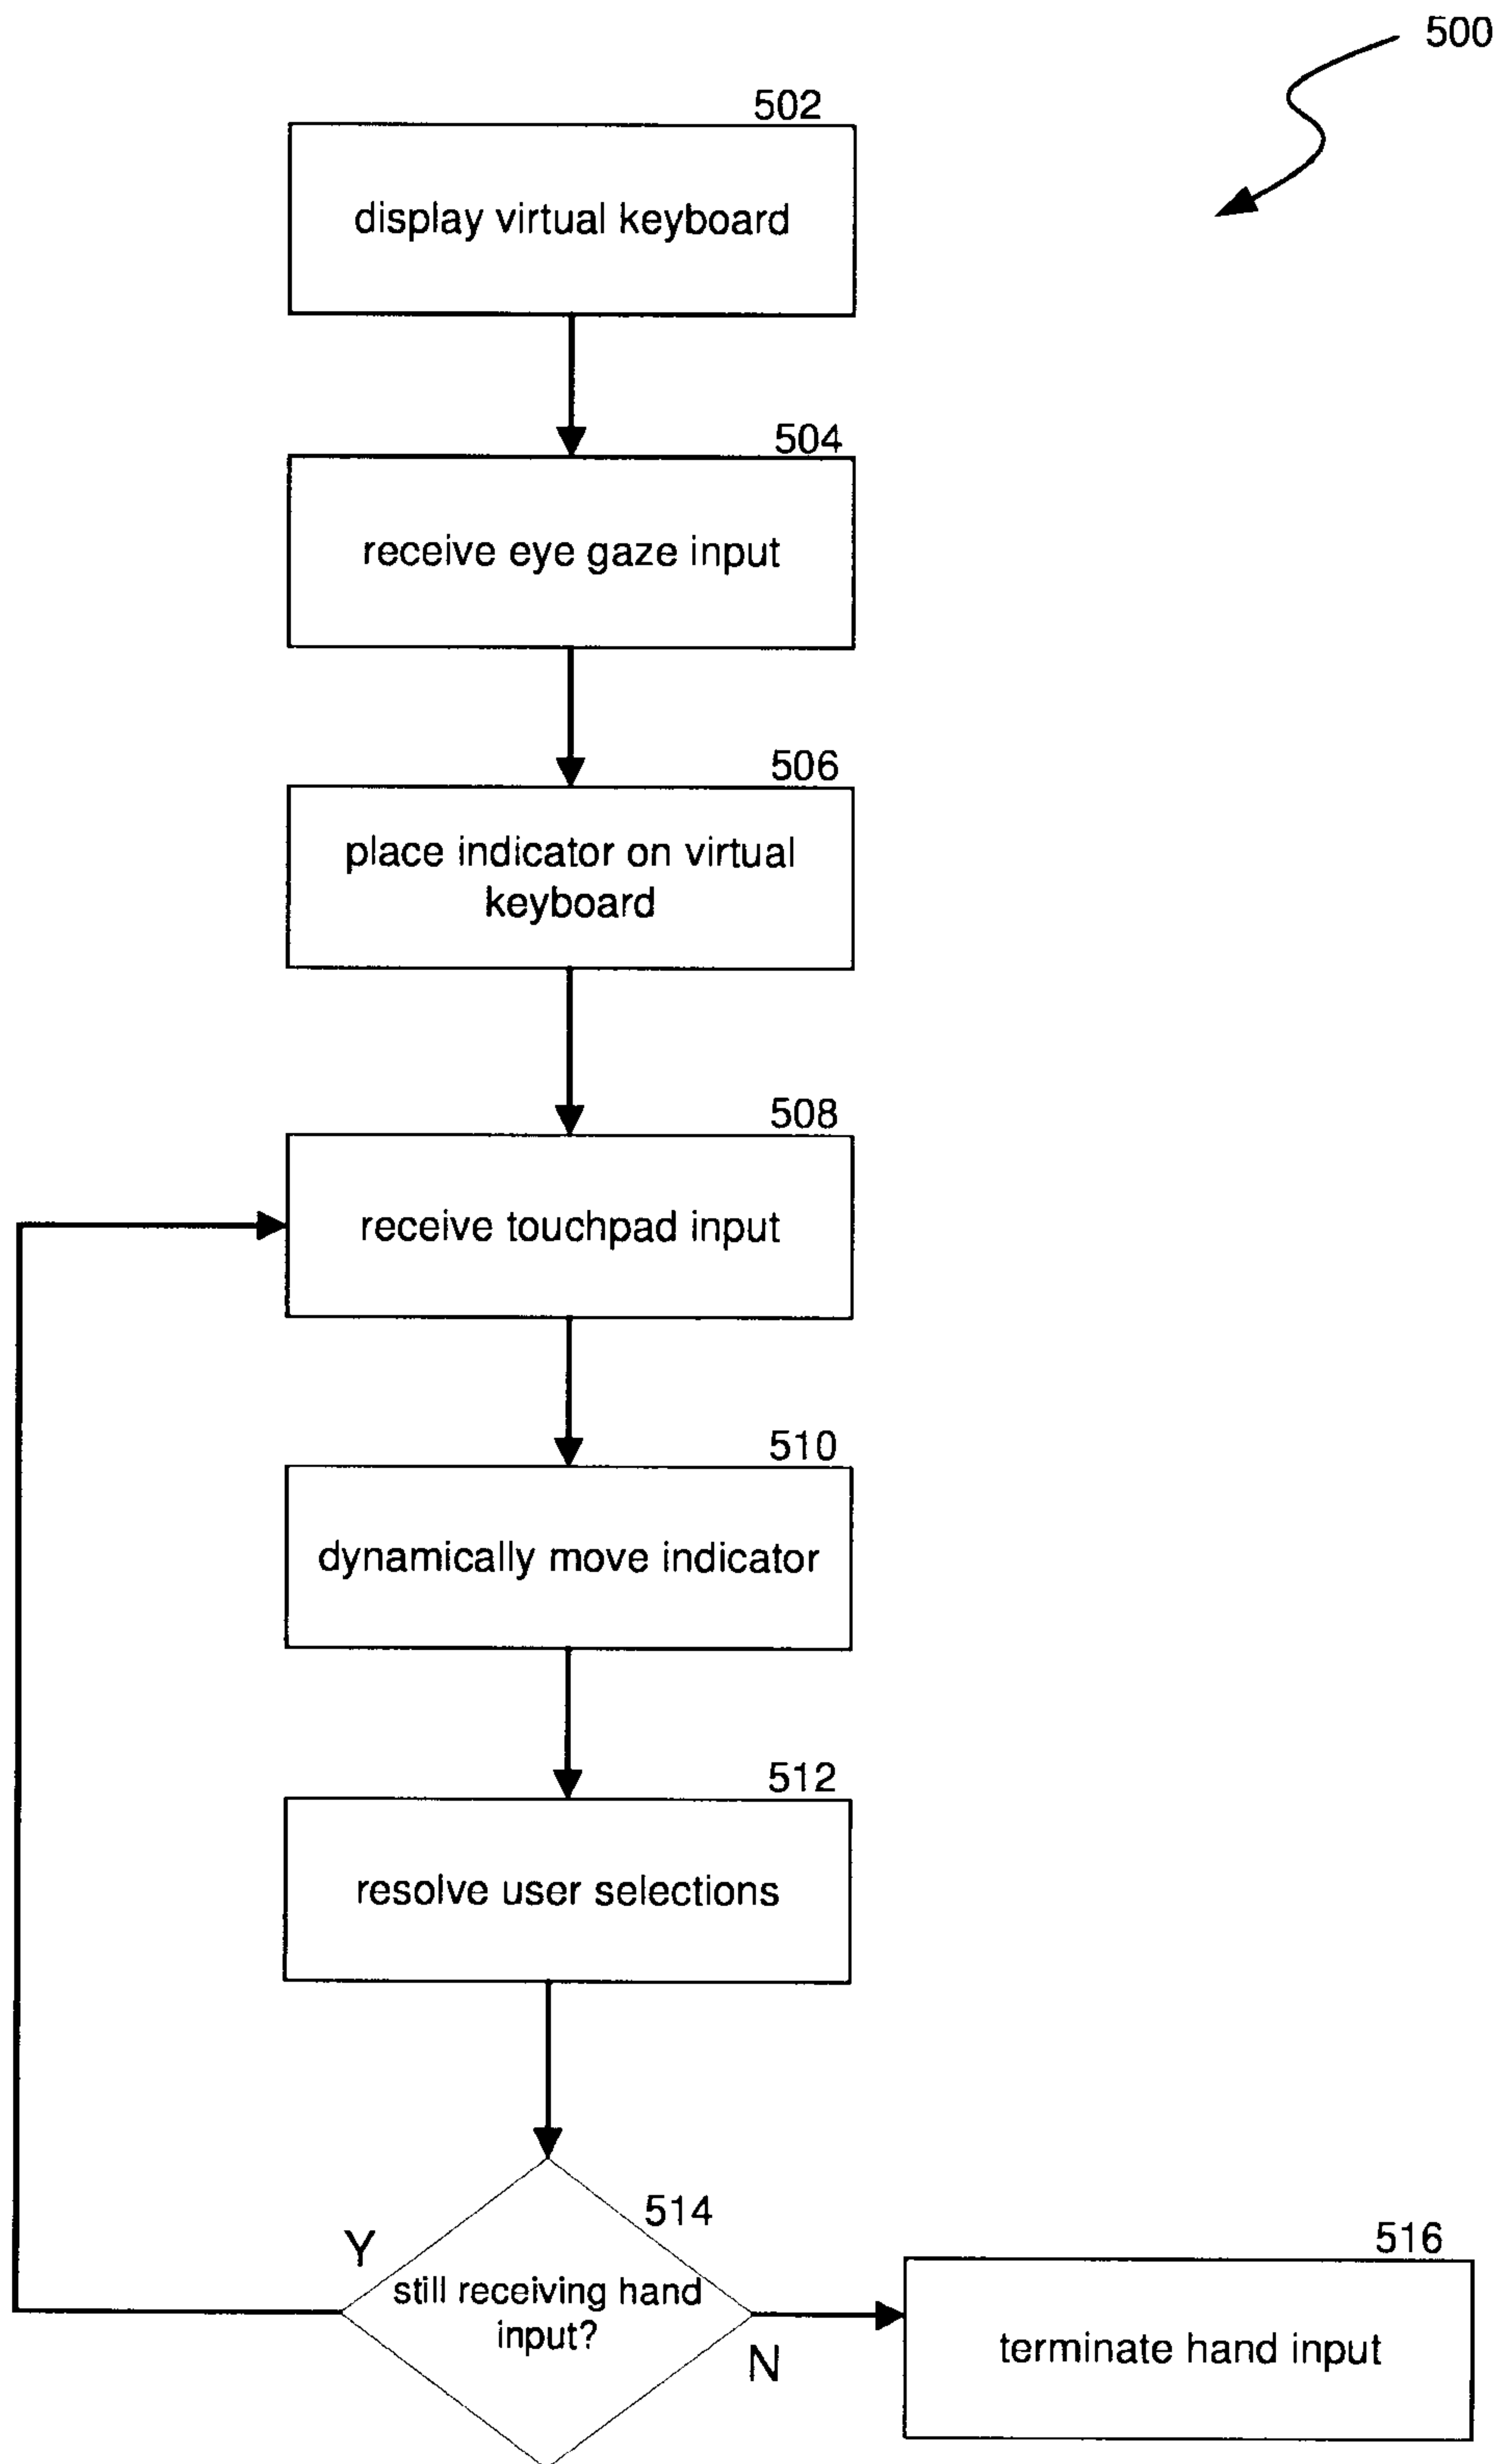 500
502
display virtual keyboard
504
receive eye gaze input
506
place indicator on virtual
keyboard
508
receive touchpad input
510
dynamically move indicator
512
resolve user selections
514
Y
still receiving hand
input?
N
516
terminate hand input